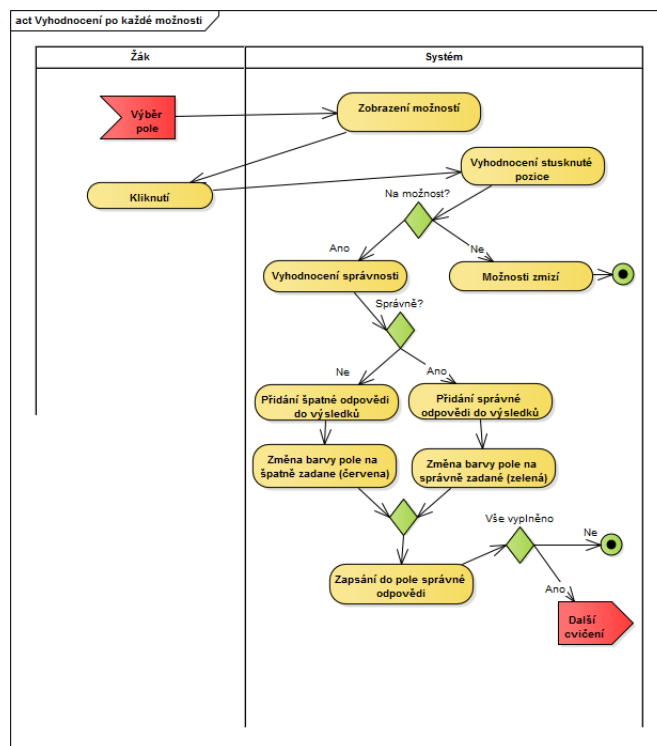 act Vyhodnocení po každé možnosti
Žák
Systém
Výběr
pole
Zobrazení možností
Vyhodnocení stusknuté
pozice
Kliknutí
Na možnost?
Ano
Ne
Vyhodnocení správnosti
Možnosti zmizí
Správně?
Ne
Ano
Přidání špatné odpovědi
do výsledků
Přidání správné
odpovědi do výsledků
Změna barvy pole na
špatně zadane (červena)
Změna barvy pole na
správně zadané (zelená)
Vše vyplněno
Ne
Zapsání do pole správné
odpovědi
Ano
Další
cvičení